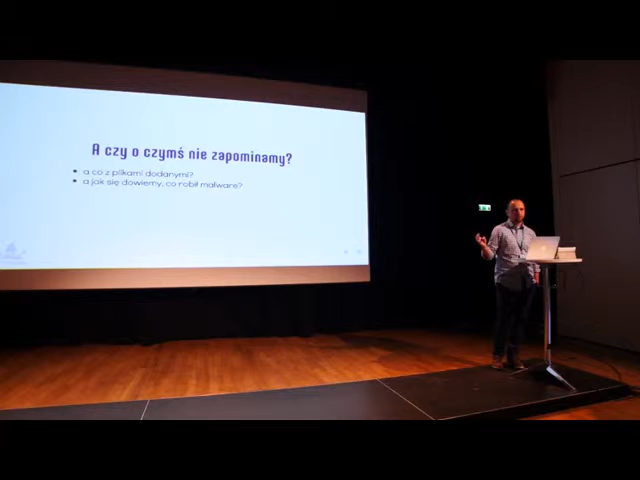 A czy o czymś nie zapominamy?
a co z plikami dodanymi?
a jak się dowiemy, co robił malware?